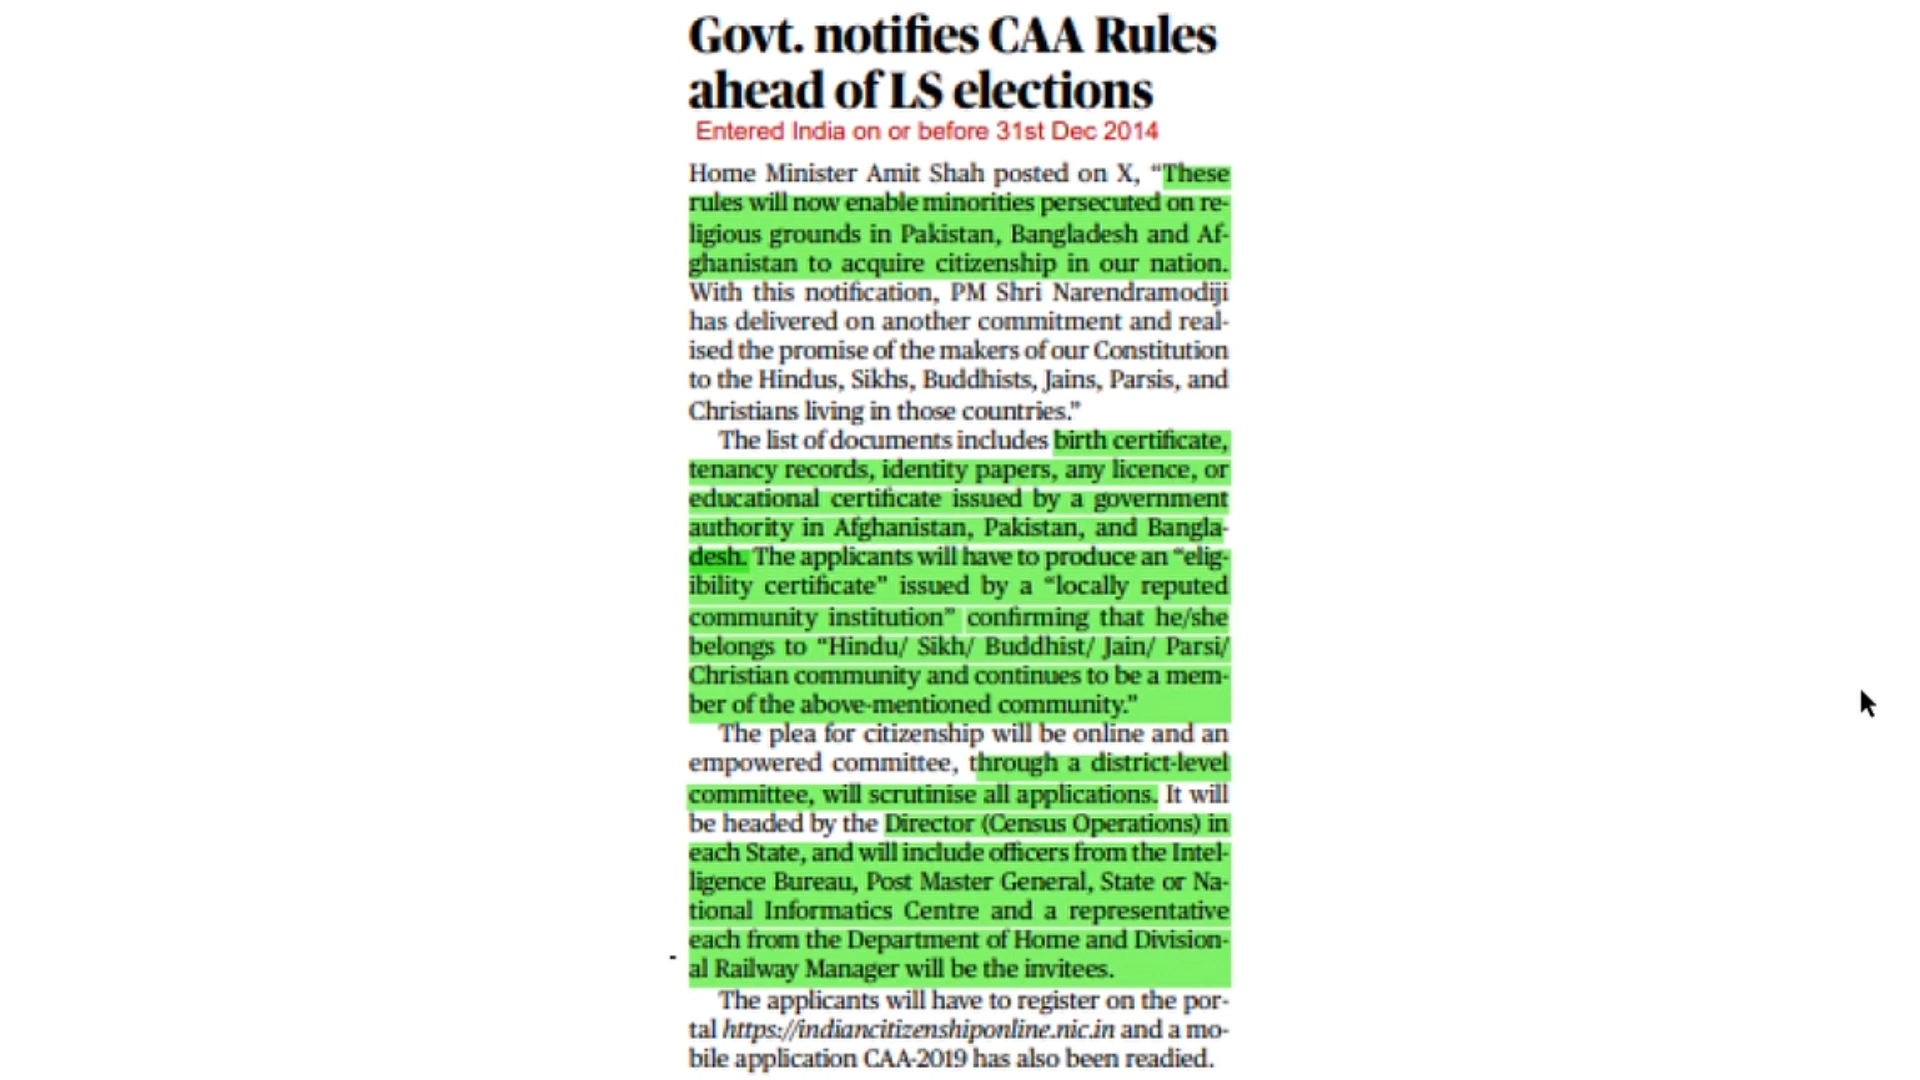 Govt. notifies CAA Rules
ahead of LS elections
Entered India on or before 31st Dec 2014
Home Minister Amit Shah posted on X, “These
rules will now enable minorities persecuted on re-
ligious grounds in Pakistan, Bangladesh and Af-
ghanistan to acquire citizenship in our nation.
With this notification, PM Shri Narendramodiji
has delivered on another commitment and real-
ised the promise of the makers of our Constitution
to the Hindus, Sikhs, Buddhists, Jains, Parsis, and
Christians living in those countries.”
The list of documents includes birth certificate,
tenancy records, identity papers, any licence, or
educational certificate issued by a government
authority in Afghanistan, Pakistan, and Bangla-
desh. The applicants will have to produce an “elig-
ibility certificate” issued by a “locally reputed
community institution” confirming that he/she
belongs to “Hindu/ Sikh/ Buddhist/ Jain/ Parsi/
Christian community and continues to be a mem-
ber of the above-mentioned community.”
The plea for citizenship will be online and an
empowered committee, through a district-level
committee, will scrutinise all applications. It will
be headed by the Director (Census Operations) in
each State, and will include officers from the Intel-
ligence Bureau, Post Master General, State or Na-
tional Informatics Centre and a representative
each from the Department of Home and Division-
al Railway Manager will be the invitees.
The applicants will have to register on the por-
tal https://indiancitizenshiponline.nic.in and a mo-
bile application CAA-2019 has also been readied.